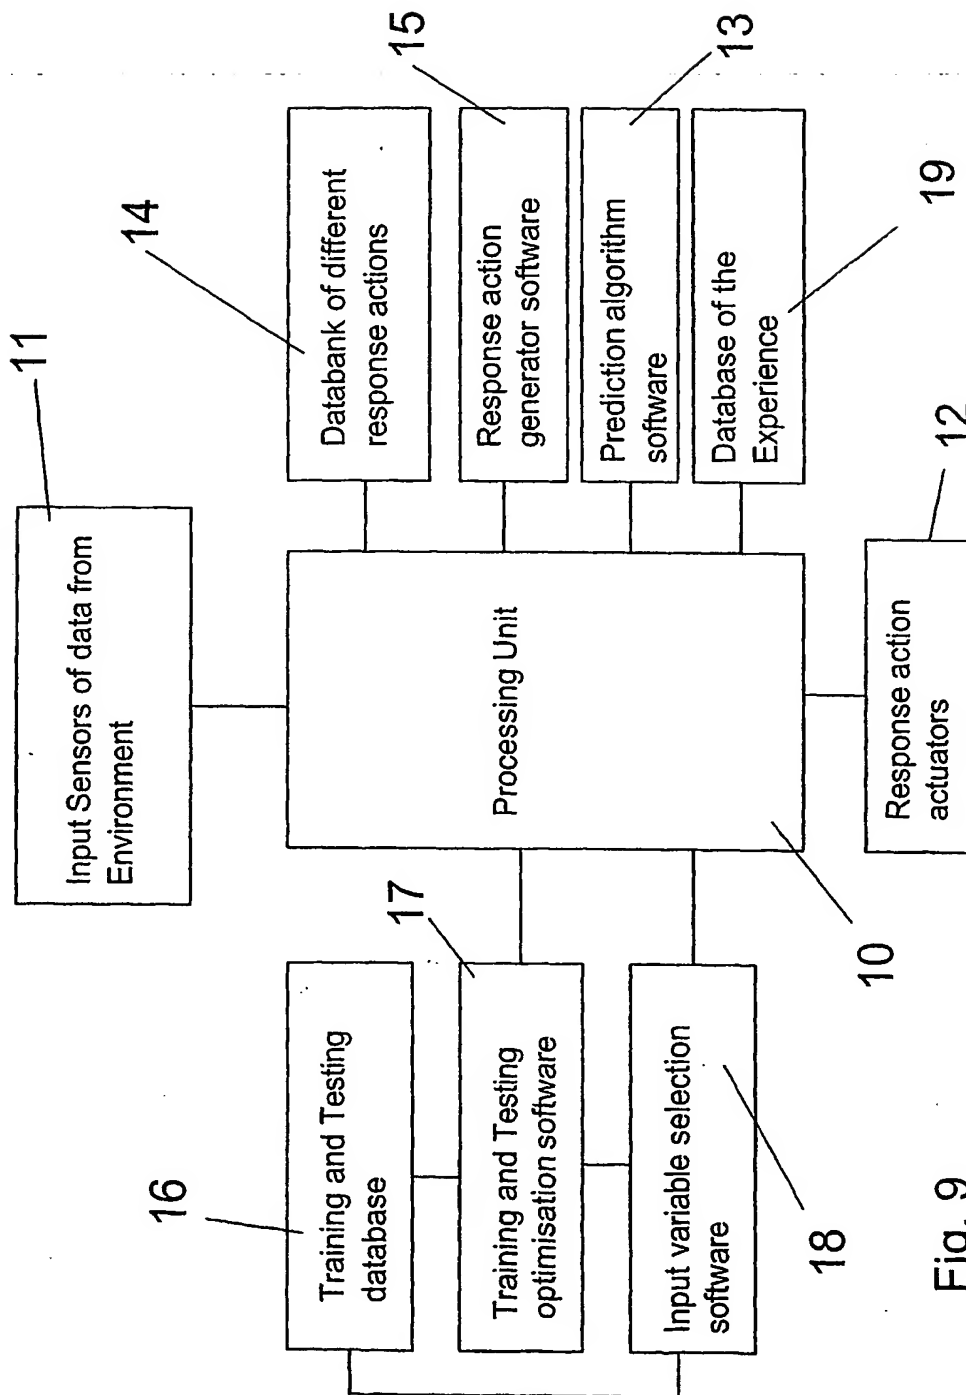 11
Input Sensors of data from
Environment
16
Training and Testing
database
17
Training and Testing
optimisation software
Input variable selection
software
18
Processing Unit
10
14
Databank of different
response actions
15
Response action
generator software
Prediction algorithm
software
13
Database of the
Experience
19
Response action
actuators
12
Fig. 9